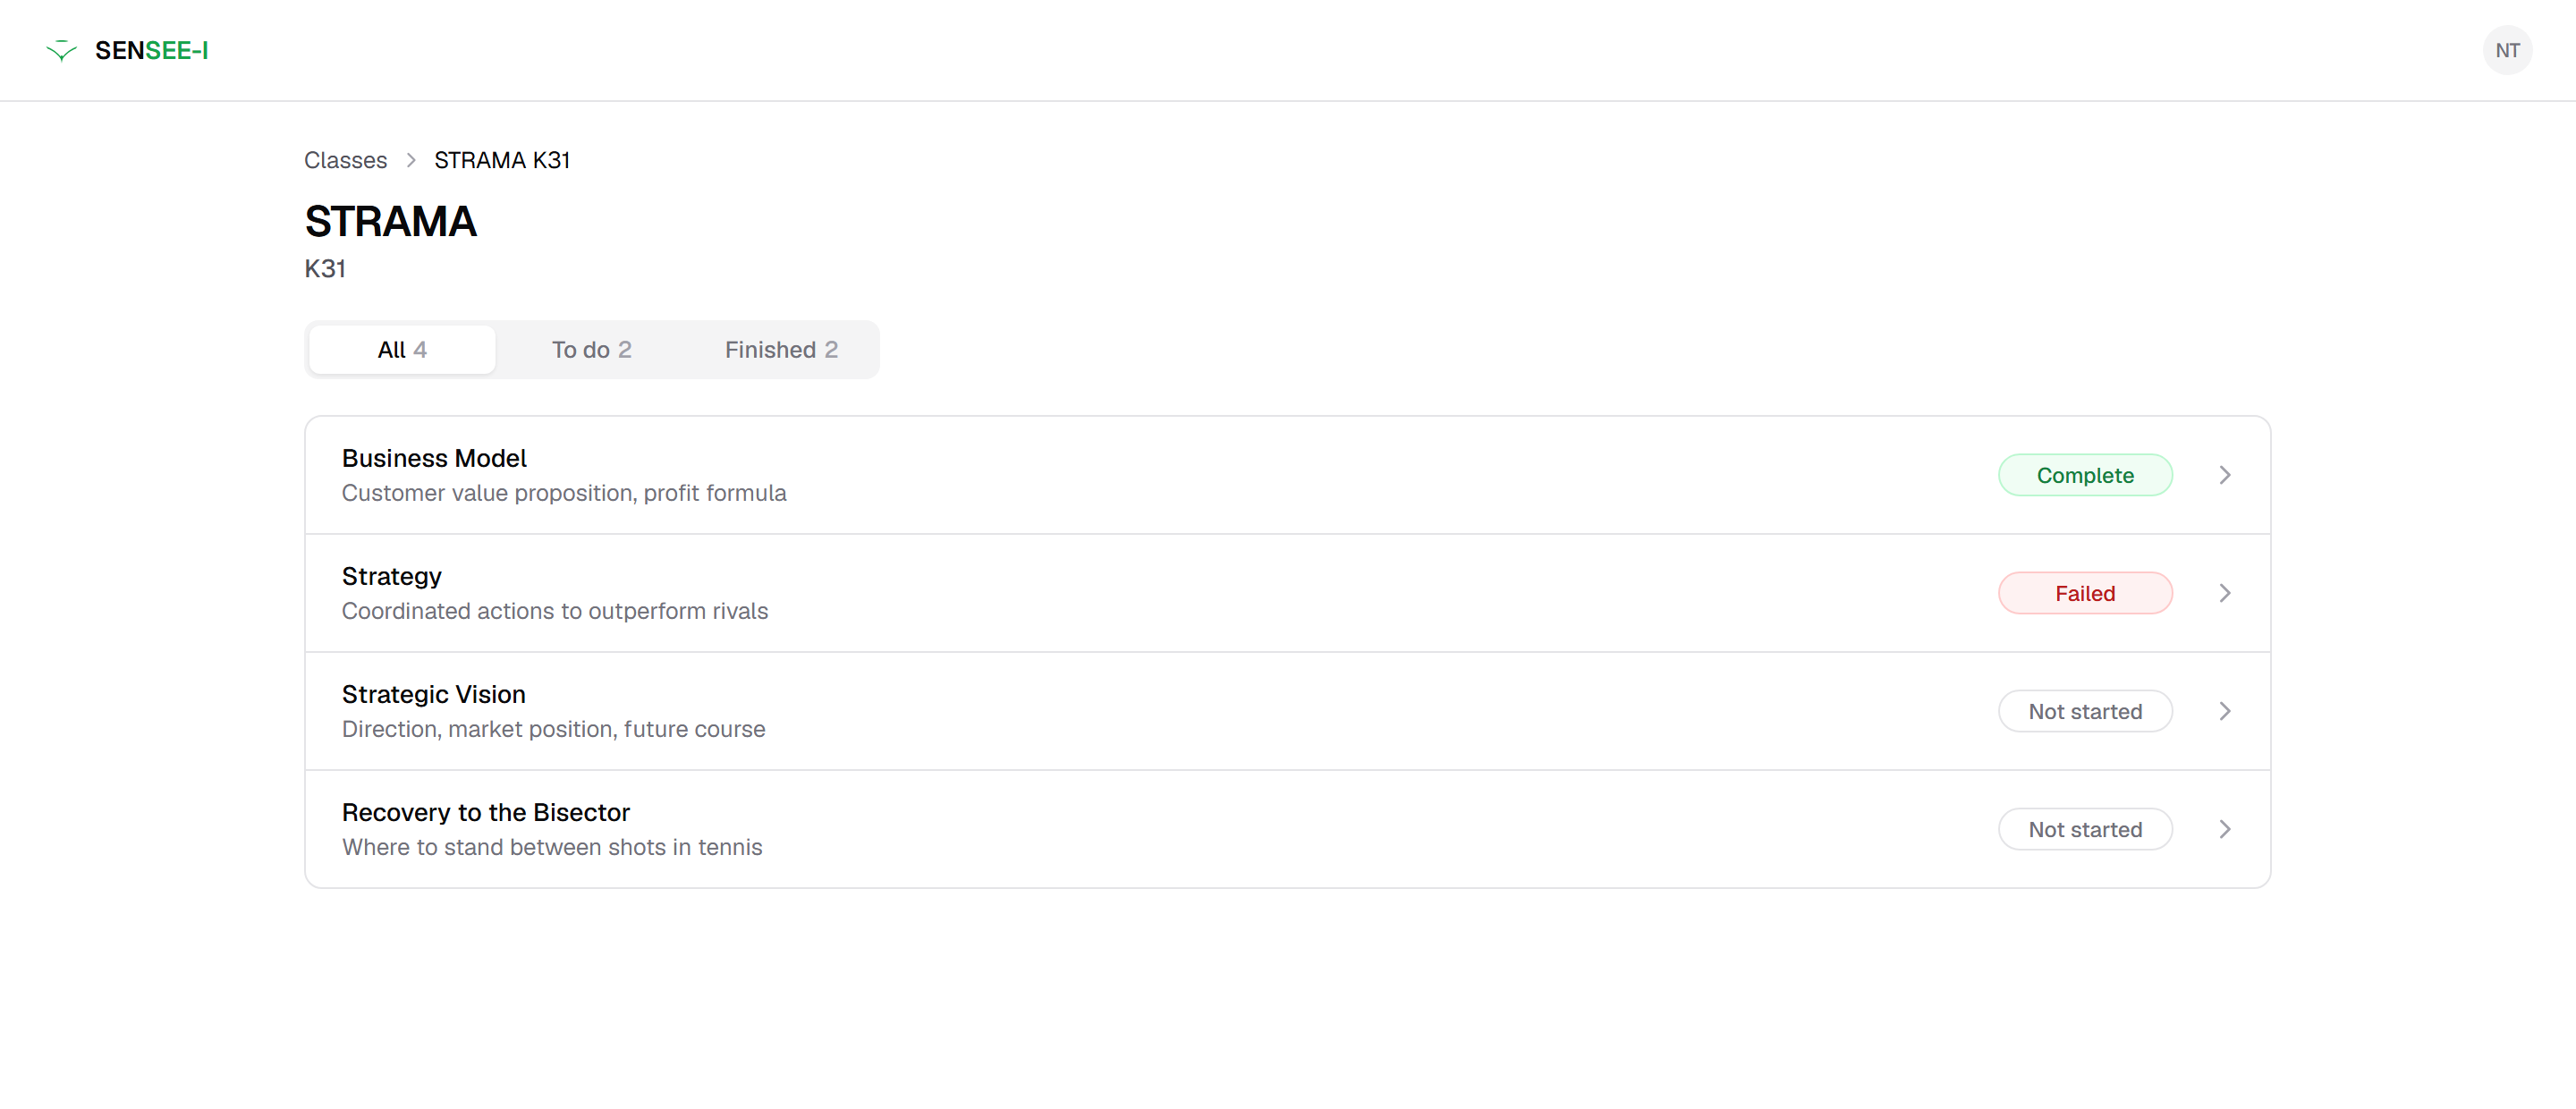 SENSEE-I
NT
Classes > STRAMA K31
STRAMA
K31
All 4
To do 2
Finished 2
Business Model
Customer value proposition, profit formula
Complete
Strategy
Coordinated actions to outperform rivals
Failed
Strategic Vision
Direction, market position, future course
Not started
Recovery to the Bisector
Where to stand between shots in tennis
Not started